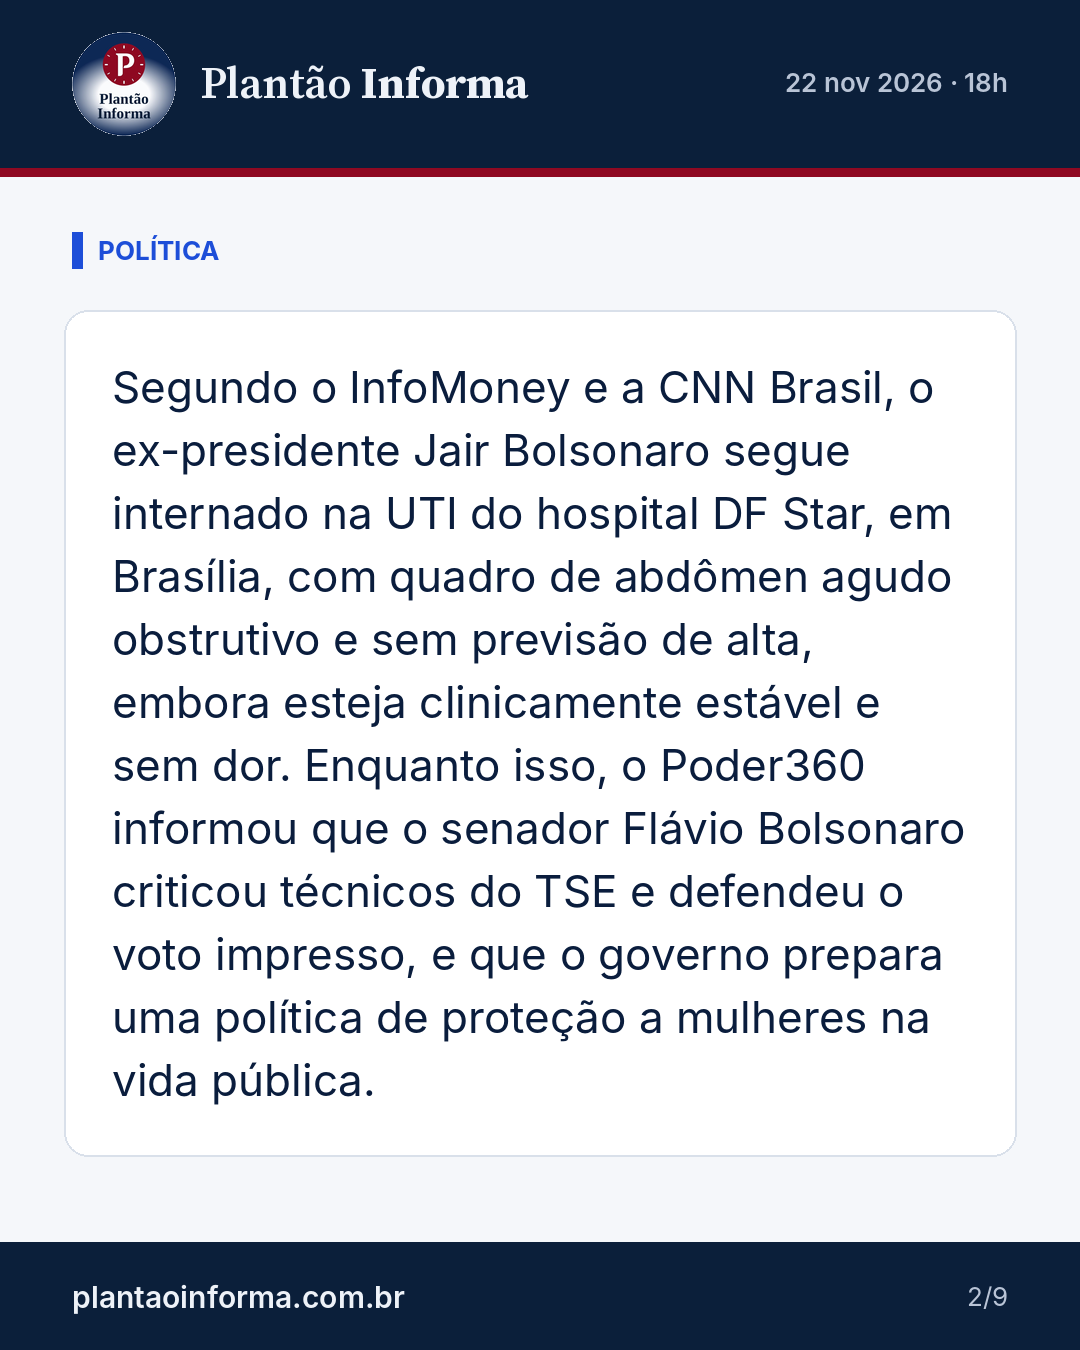 P
Plantão
Informa
Plantão Informa
22 nov 2026 · 18h
POLÍTICA
Segundo o InfoMoney e a CNN Brasil, o
ex-presidente Jair Bolsonaro segue
internado na UTI do hospital DF Star, em
Brasília, com quadro de abdômen agudo
obstrutivo e sem previsão de alta,
embora esteja clinicamente estável e
sem dor. Enquanto isso, o Poder360
informou que o senador Flávio Bolsonaro
criticou técnicos do TSE e defendeu o
voto impresso, e que o governo prepara
uma política de proteção a mulheres na
vida pública.
plantaoinforma.com.br
2/9